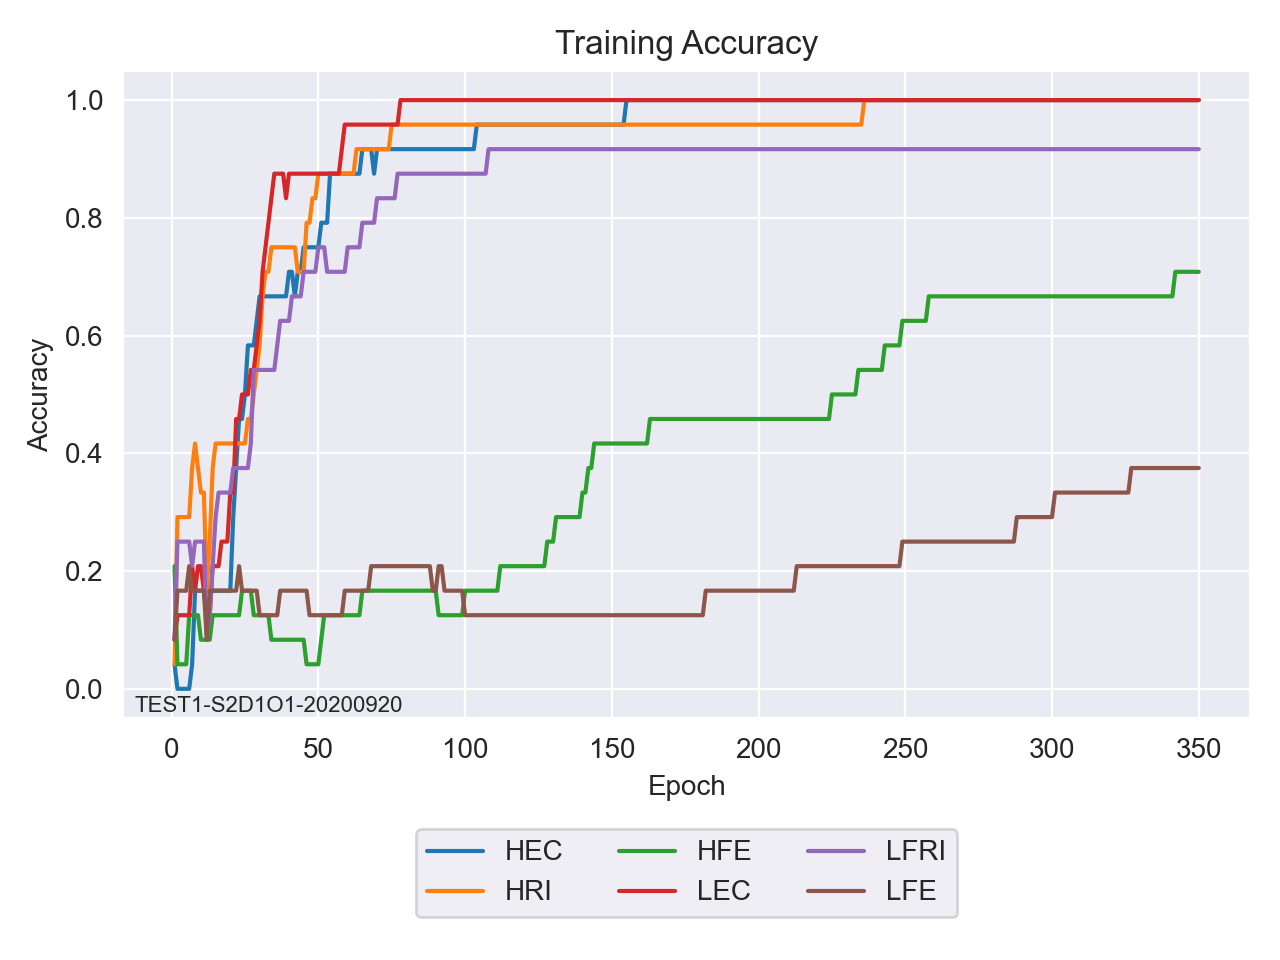 Training Accuracy
1.0
0.8
0.6
0.4
0.2
0.0
Accuracy
TEST1-S2D1O1-20200920
0 50 100 150 200 250 300 350
Epoch
HEC HFE LFRI
HRI LEC LFE